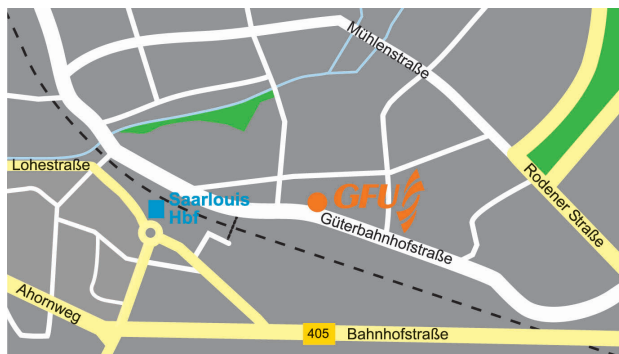 Mühlenstraße
Lohestraße
Saarlouis
Hbf
GFU
Güterbahnhofstraße
Rodener Straße
Ahornweg
405
Bahnhofstraße